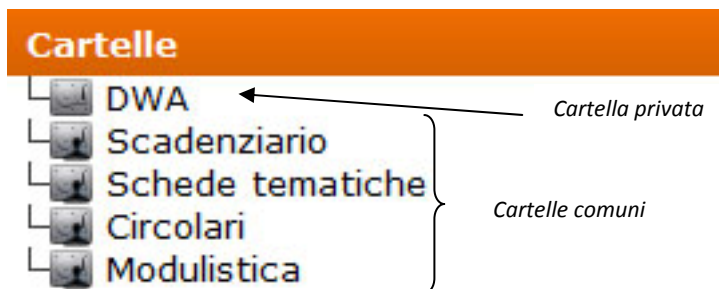 Cartelle
DWA
Cartella privata
Scadenziario
Schede tematiche
Cartelle comuni
Circolari
Modulistica